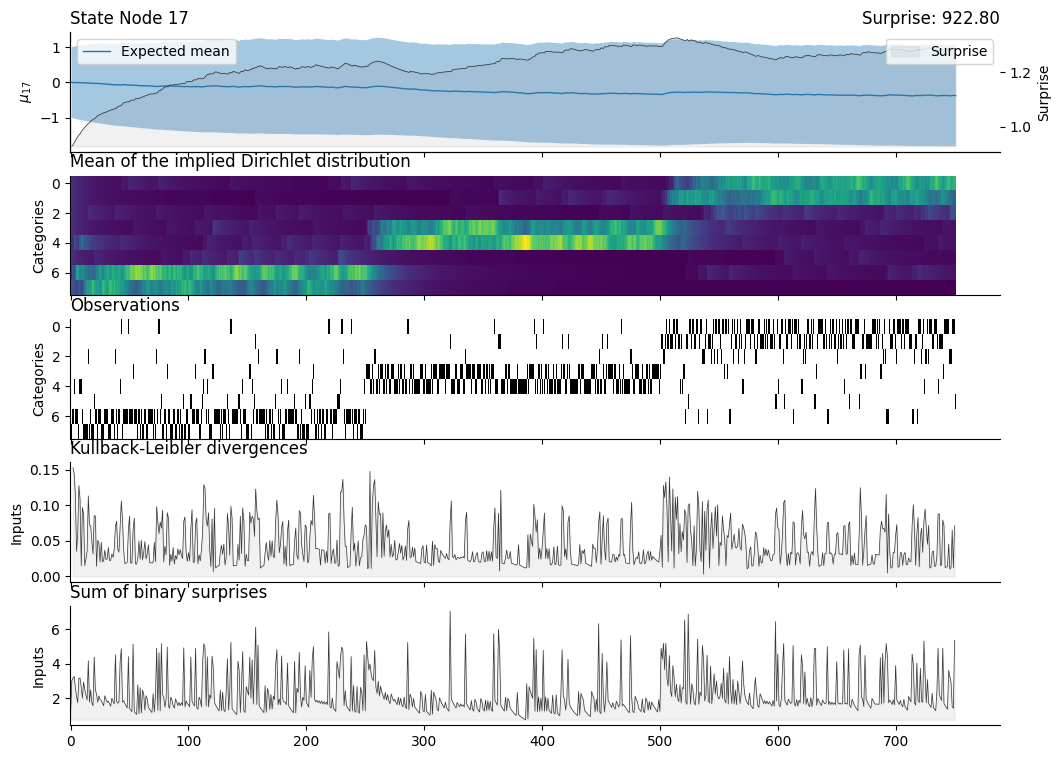 State Node 17 Surprise: 922.80
1 Expected mean Surprise
1.2
0
−1 1.0
μ17 Surprise
Mean of the implied Dirichlet distribution
0
2
4
6
Categories
Observations
0
2
4
6
Categories
Kullback-Leibler divergences
0.15
0.10
0.05
0.00
Inputs
Sum of binary surprises
6
4
2
Inputs
0 100 200 300 400 500 600 700